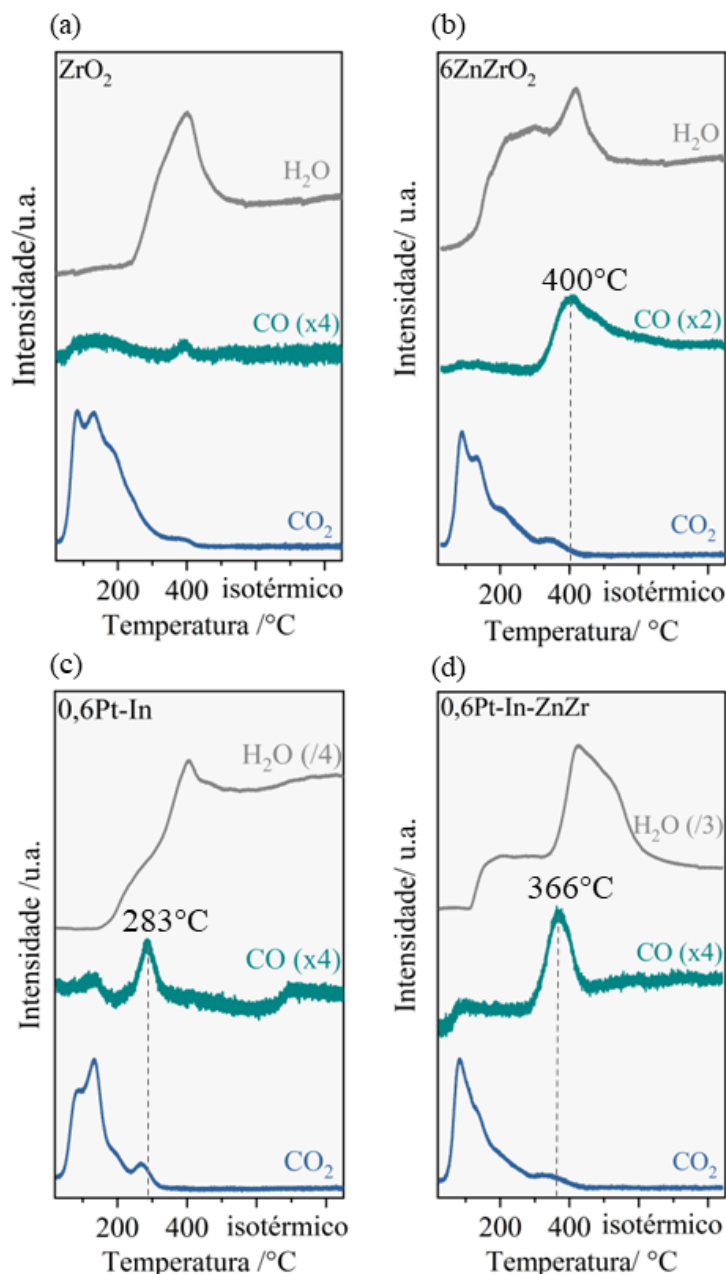 (a)
ZrO₂
H₂O
CO (x4)
CO₂
Intensidade/u.a.
200 400 isotérmico
Temperatura /°C
(b)
6ZnZrO₂
H₂O
400°C
CO (x2)
CO₂
Intensidade/ u.a.
200 400 isotérmico
Temperatura/ °C
(c)
0,6Pt-In
H₂O (/4)
283°C
CO (x4)
CO₂
Intensidade /u.a.
200 400 isotérmico
Temperatura /°C
(d)
0,6Pt-In-ZnZr
H₂O (/3)
366°C
CO (x4)
CO₂
Intensidade/ u.a.
200 400 isotérmico
Temperatura/ °C